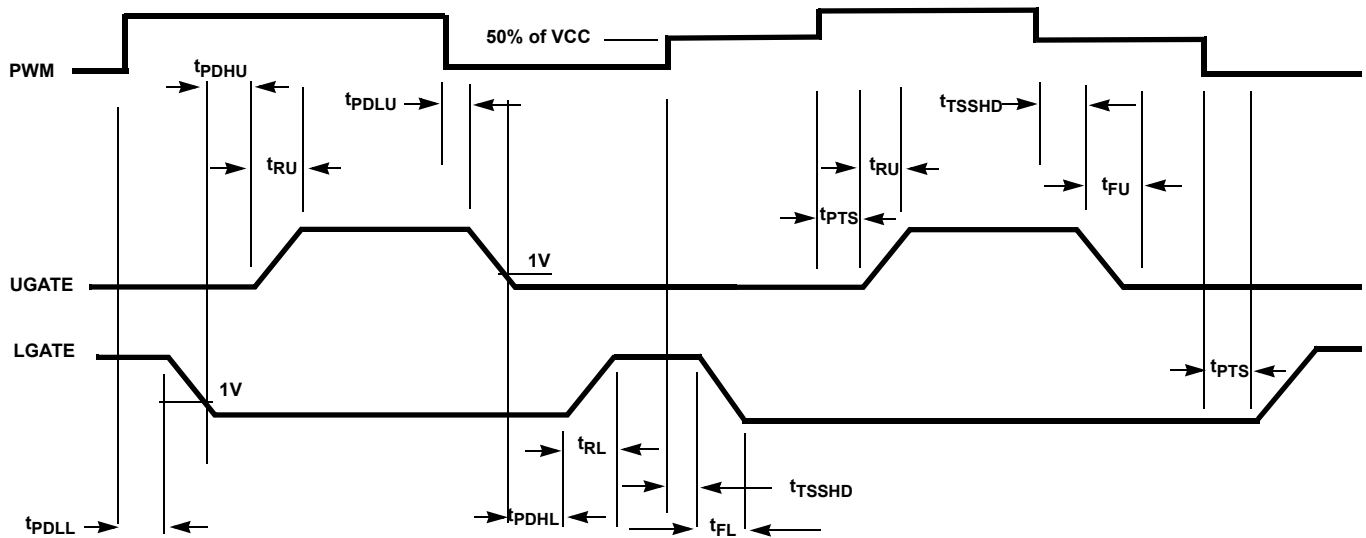 50% of VCC
PWM
tPDHU
tPDLU
tTSSHD
tRU
tRU
tFU
tPTS
1V
UGATE
LGATE
1V
tPTS
tRL
tTSSHD
tPDLL
tPDHL
tFL